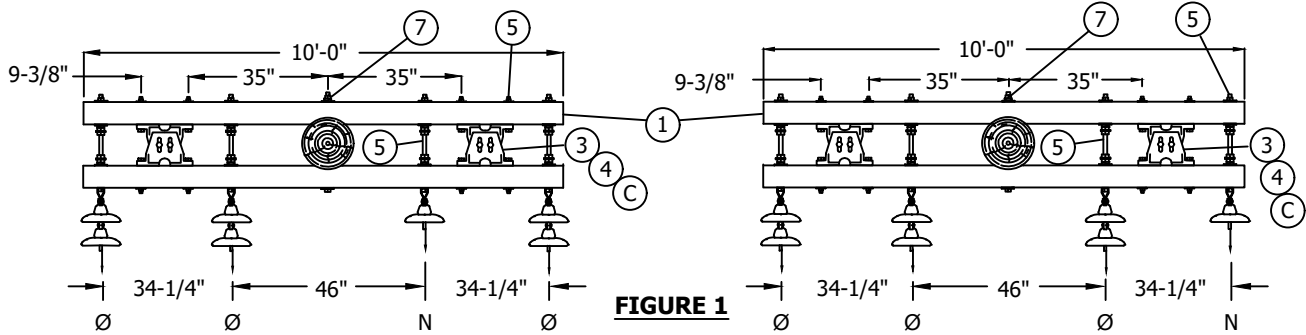 7 5 7 5
10'-0" 10'-0"
9-3/8" 35" 35" 9-3/8" 35" 35"
1
5 3 5 3
4 4
C C
34-1/4" 46" 34-1/4" 34-1/4" 46" 34-1/4"
FIGURE 1
Ø Ø N Ø Ø Ø Ø N